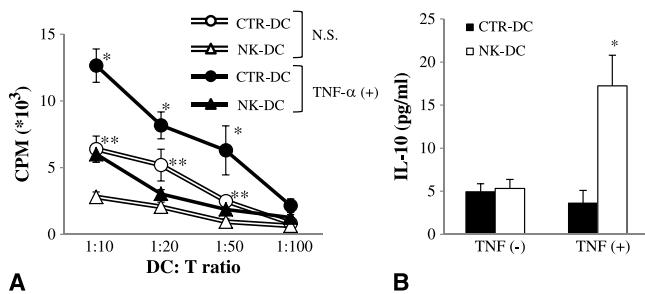 CTR-DC
NK-DC
N.S.
CTR-DC
NK-DC
TNF-α (+)
CPM (*10³)
15
10
5
0
*
*
*
**
**
**
1:10
1:20
1:50
1:100
DC: T ratio
A
CTR-DC
NK-DC
IL-10 (pg/ml)
25
20
15
10
5
0
*
TNF (-)
TNF (+)
B